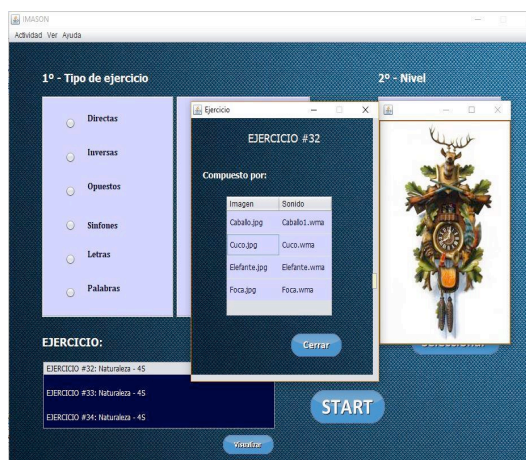 IMASON
Actividad Ver Ayuda
1º - Tipo de ejercicio
2º - Nivel
Directas
Inversas
Opuestos
Sinfones
Letras
Palabras
Ejercicio
EJERCICIO #32
Compuesto por:
Imagen Sonido
Caballo.jpg Caballo1.wma
Cuco.jpg Cuco.wma
Elefante.jpg Elefante.wma
Foca.jpg Foca.wma
Cerrar
EJERCICIO:
EJERCICIO #32: Naturaleza - 4S
EJERCICIO #33: Naturaleza - 4S
EJERCICIO #34: Naturaleza - 4S
START
Visualizar